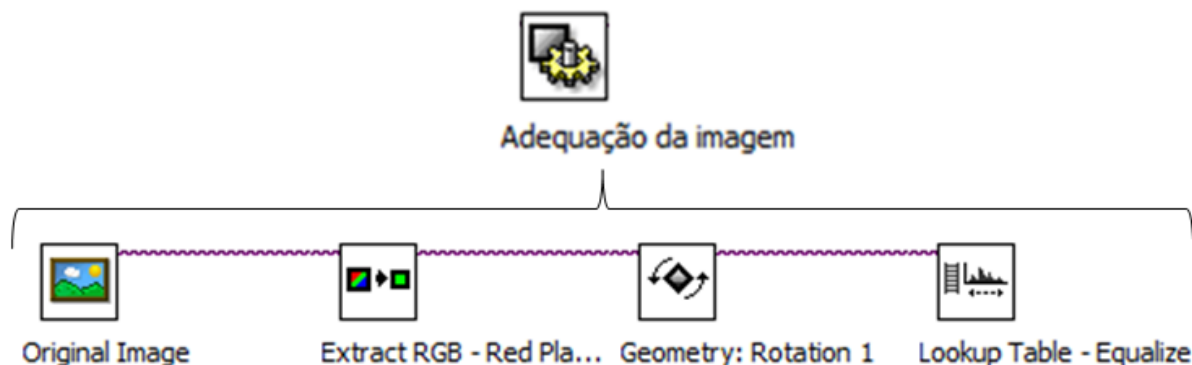 Adequação da imagem
Original Image
Extract RGB - Red Pla...
Geometry: Rotation 1
Lookup Table - Equalize